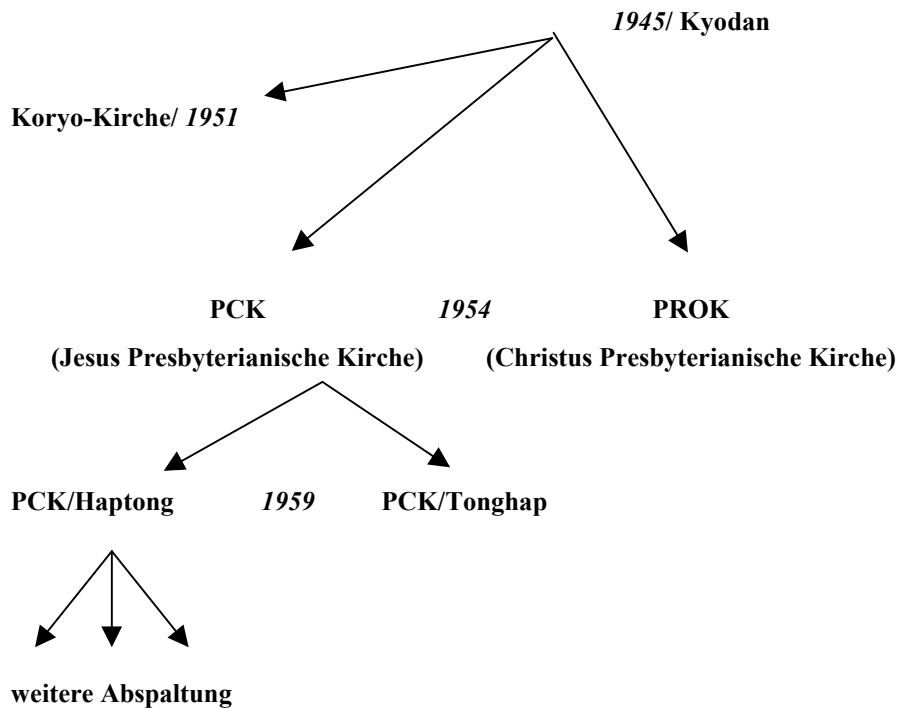 1945/ Kyodan
Koryo-Kirche/ 1951
PCK 1954 PROK
(Jesus Presbyterianische Kirche) (Christus Presbyterianische Kirche)
PCK/Haptong 1959 PCK/Tonghap
weitere Abspaltung